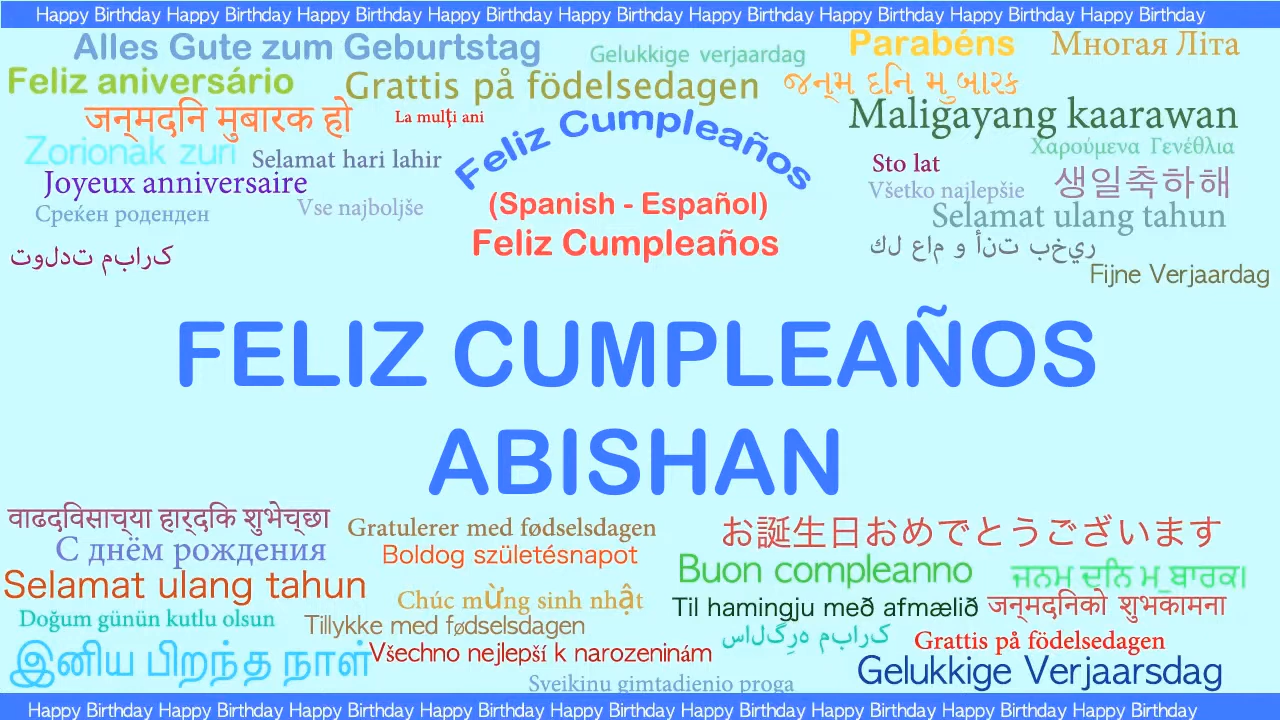 Happy Birthday Happy Birthday Happy Birthday Happy Birthday Happy Birthday Happy Birthday Happy Birthday Happy Birthday Happy Birthday
Alles Gute zum Geburtstag
Gelukkige verjaardag
Parabéns
Многая Літа
Feliz aniversário
Grattis på födelsedagen
જન્મ દિન મુબારક
जन्मदिन मुबारक हो
La mulţi ani
Feliz Cumpleaños
Maligayang kaarawan
Zorionak zuri
Selamat hari lahir
Sto lat
Χαρούμενα Γενέθλια
Joyeux anniversaire
(Spanish - Español)
Všetko najlepšie
생일축하해
Среќен роденден
Vse najboljše
Feliz Cumpleaños
Selamat ulang tahun
تولدت مبارک
كل عام و أنت بخير
Fijne Verjaardag
FELIZ CUMPLEAÑOS
ABISHAN
वाढदिवसाच्या हार्दिक शुभेच्छा
Gratulerer med fødselsdagen
お誕生日おめでとうございます
С днём рождения
Boldog születésnapot
Buon compleanno
ਜਨਮ ਦਿਨ ਮੁਬਾਰਕ।
Selamat ulang tahun
Chúc mừng sinh nhật
Til hamingju með afmælið
जन्मदिनको शुभकामना
Doğum günün kutlu olsun
Tillykke med fødselsdagen
سالگرہ مبارک
Grattis på födelsedagen
இனிய பிறந்த நாள்
Všechno nejlepší k narozeninám
Gelukkige Verjaarsdag
Sveikinu gimtadienio proga
Happy Birthday Happy Birthday Happy Birthday Happy Birthday Happy Birthday Happy Birthday Happy Birthday Happy Birthday Happy Birthday